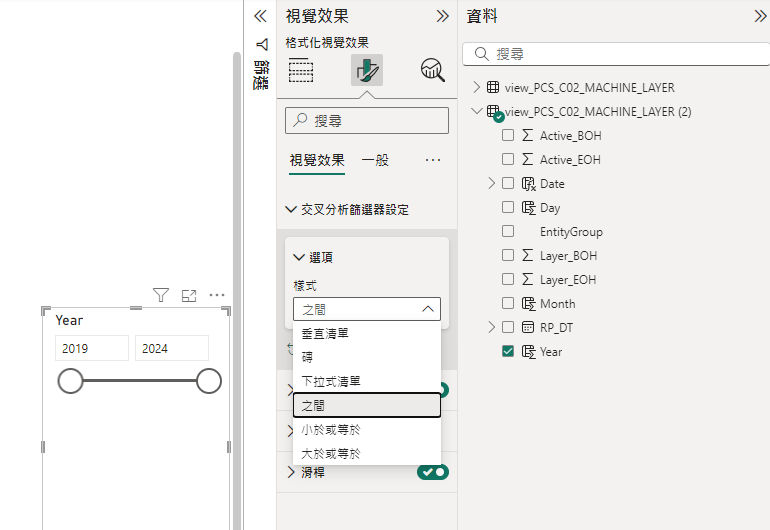 Year
2019
2024
篩選
視覺效果
格式化視覺效果
搜尋
視覺效果
一般
交叉分析篩選器設定
選項
樣式
之間
垂直清單
磚
下拉式清單
之間
小於或等於
大於或等於
滑桿
資料
搜尋
view_PCS_C02_MACHINE_LAYER
view_PCS_C02_MACHINE_LAYER (2)
Active_BOH
Active_EOH
Date
Day
EntityGroup
Layer_BOH
Layer_EOH
Month
RP_DT
Year